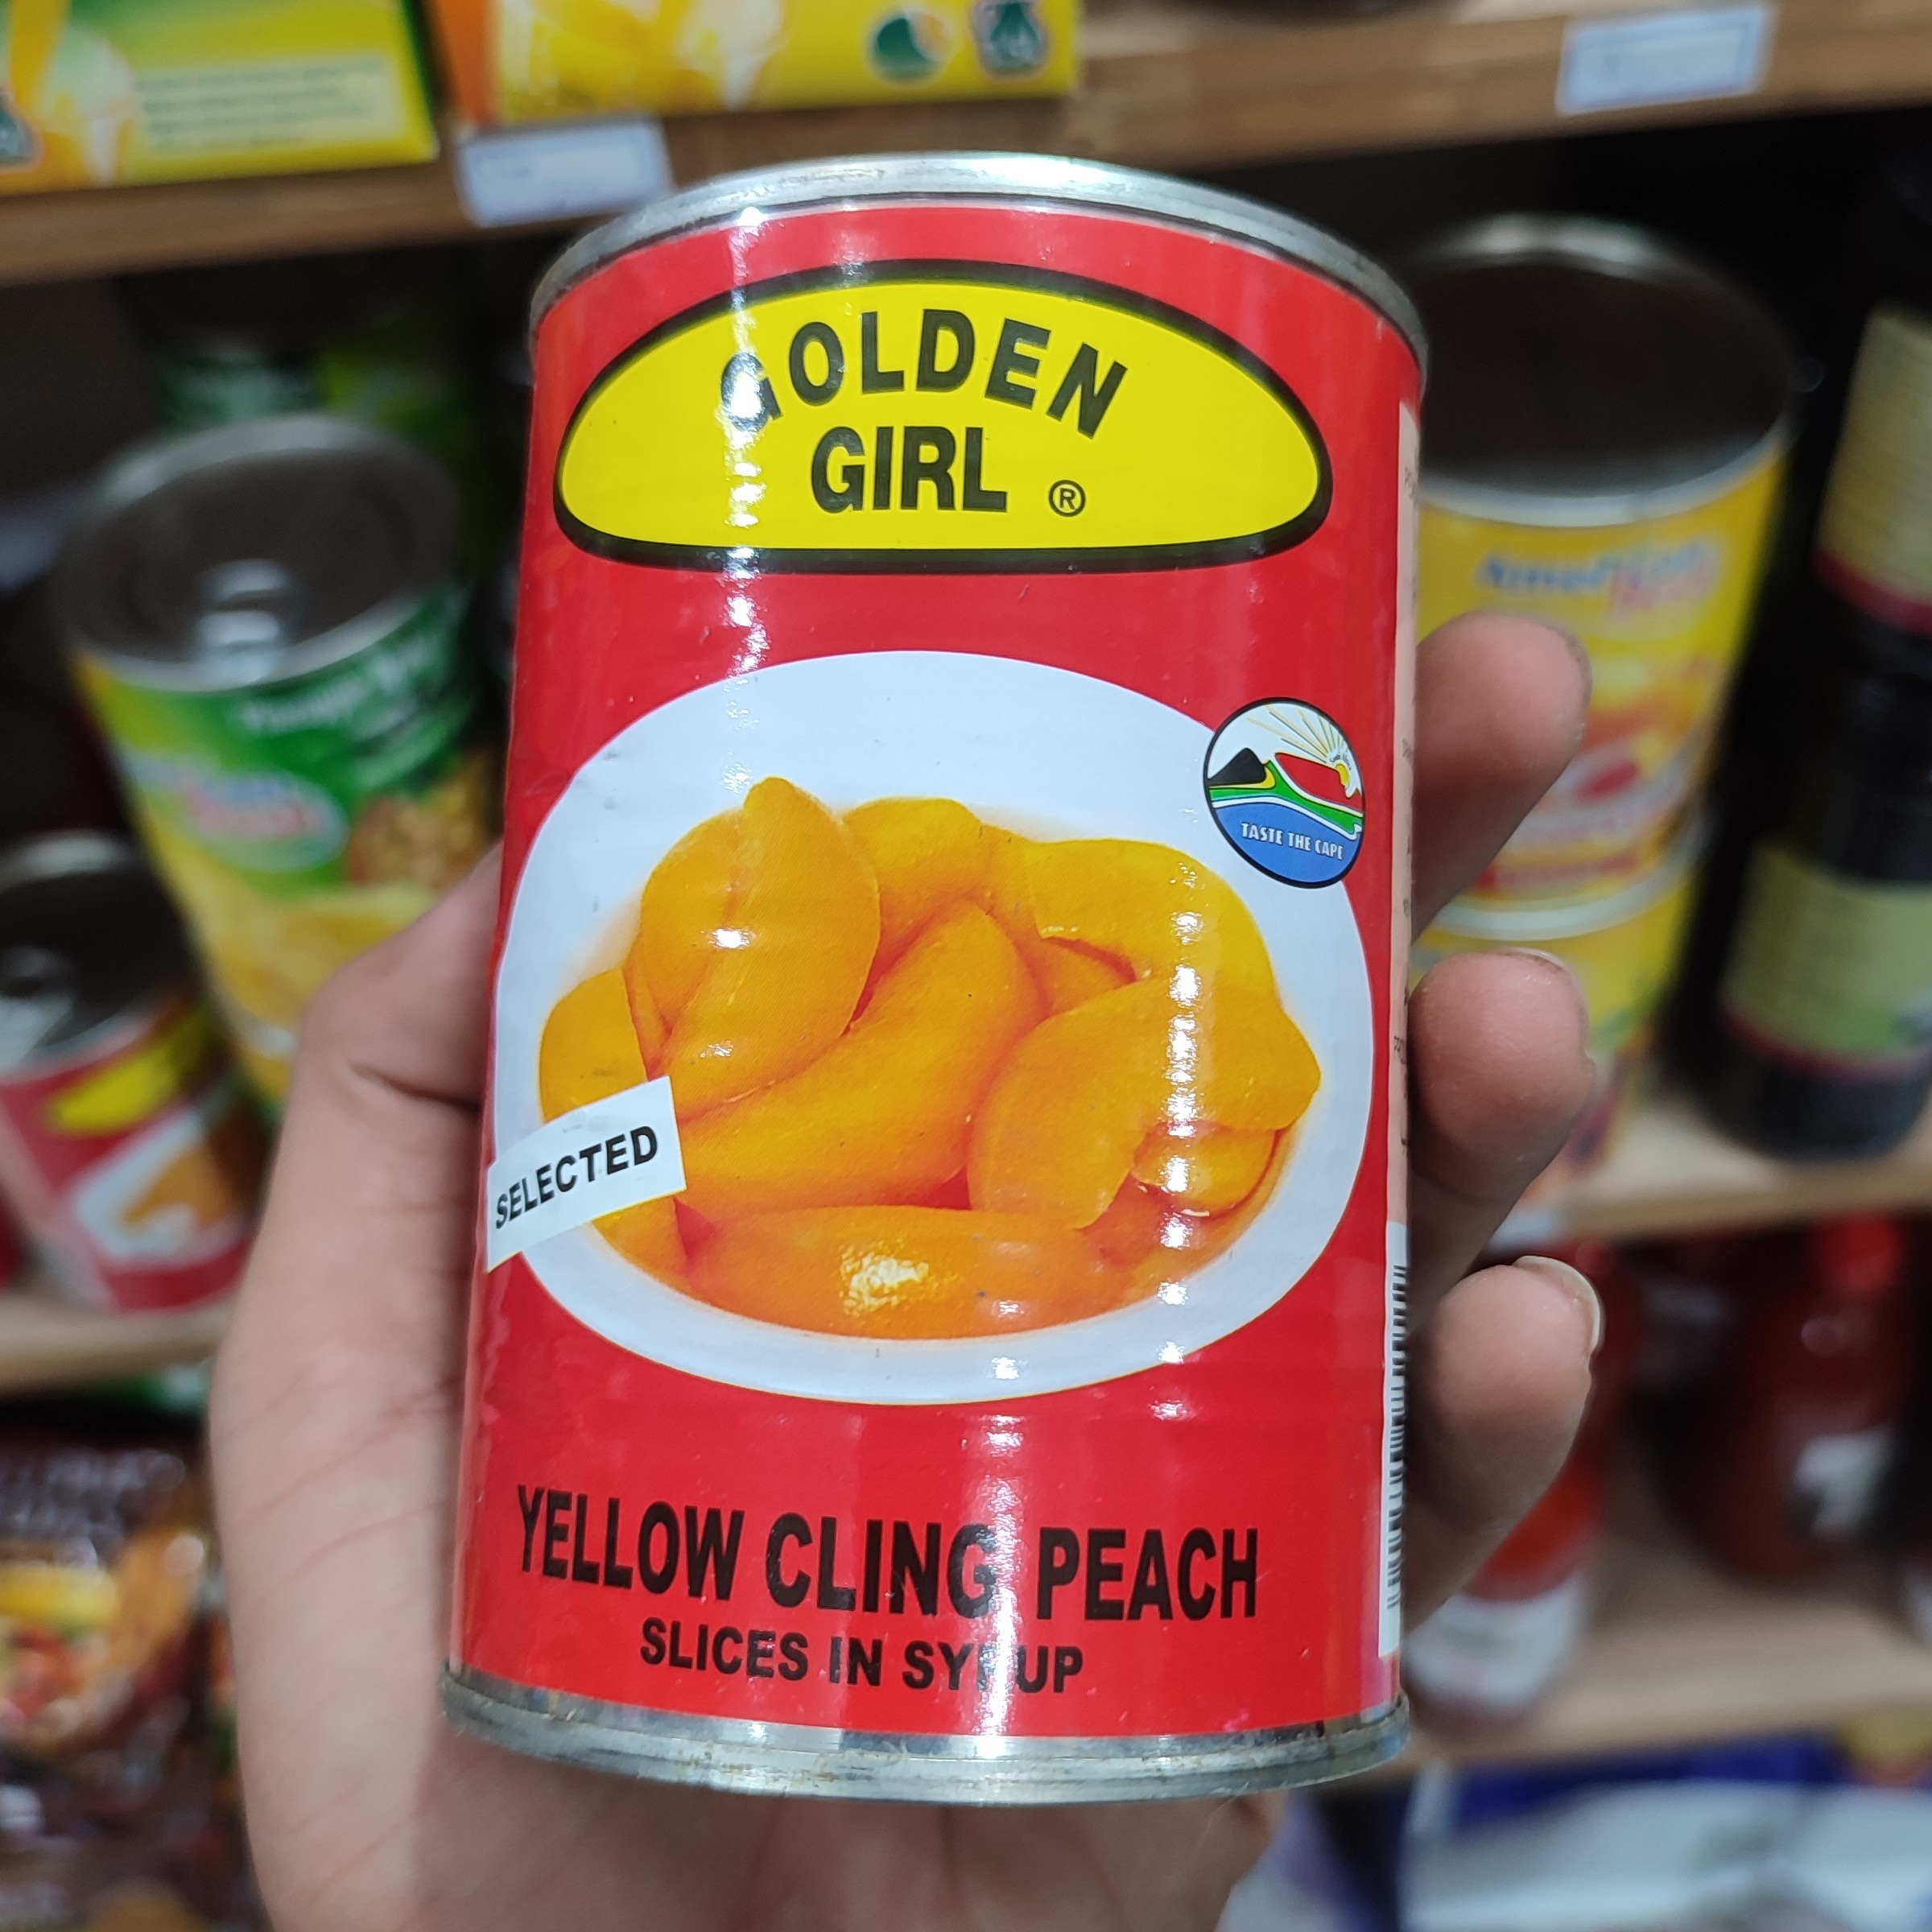 GOLDEN
GIRL ®
TASTE THE CAPE
SELECTED
YELLOW CLING PEACH
SLICES IN SYRUP